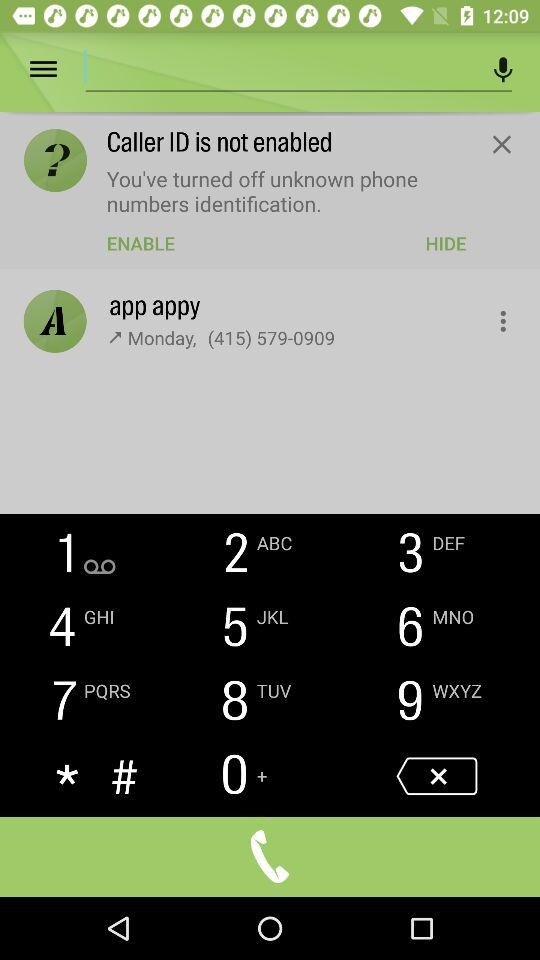 12:09
?
Caller ID is not enabled
You've turned off unknown phone
numbers identification.
ENABLE HIDE
A
app appy
Monday, (415) 579-0909
1 2 ABC 3 DEF
4 GHI 5 JKL 6 MNO
7 PQRS 8 TUV 9 WXYZ
* # 0 +